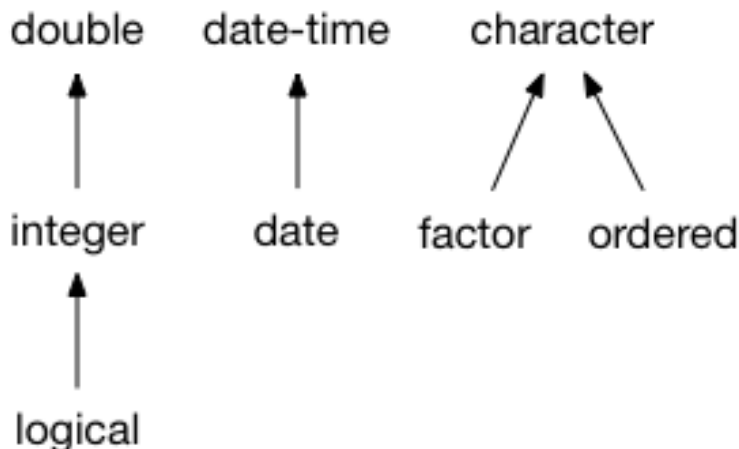 double date-time character
integer date factor ordered
logical